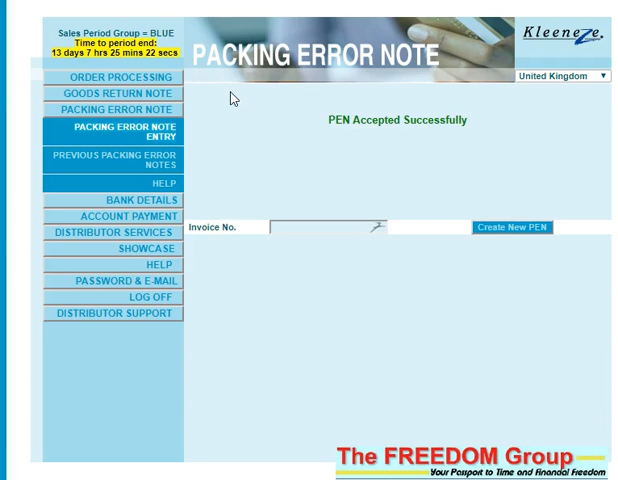 Sales Period Group = BLUE
Time to period end:
13 days 7 hrs 25 mins 22 secs
PACKING ERROR NOTE
Kleeneze.
United Kingdom
ORDER PROCESSING
GOODS RETURN NOTE
PACKING ERROR NOTE
PACKING ERROR NOTE
ENTRY
PREVIOUS PACKING ERROR
NOTES
HELP
BANK DETAILS
ACCOUNT PAYMENT
DISTRIBUTOR SERVICES
SHOWCASE
HELP
PASSWORD & E-MAIL
LOG OFF
DISTRIBUTOR SUPPORT
PEN Accepted Successfully
Invoice No.
Create New PEN
The FREEDOM Group
Your Passport to Time and Financial Freedom